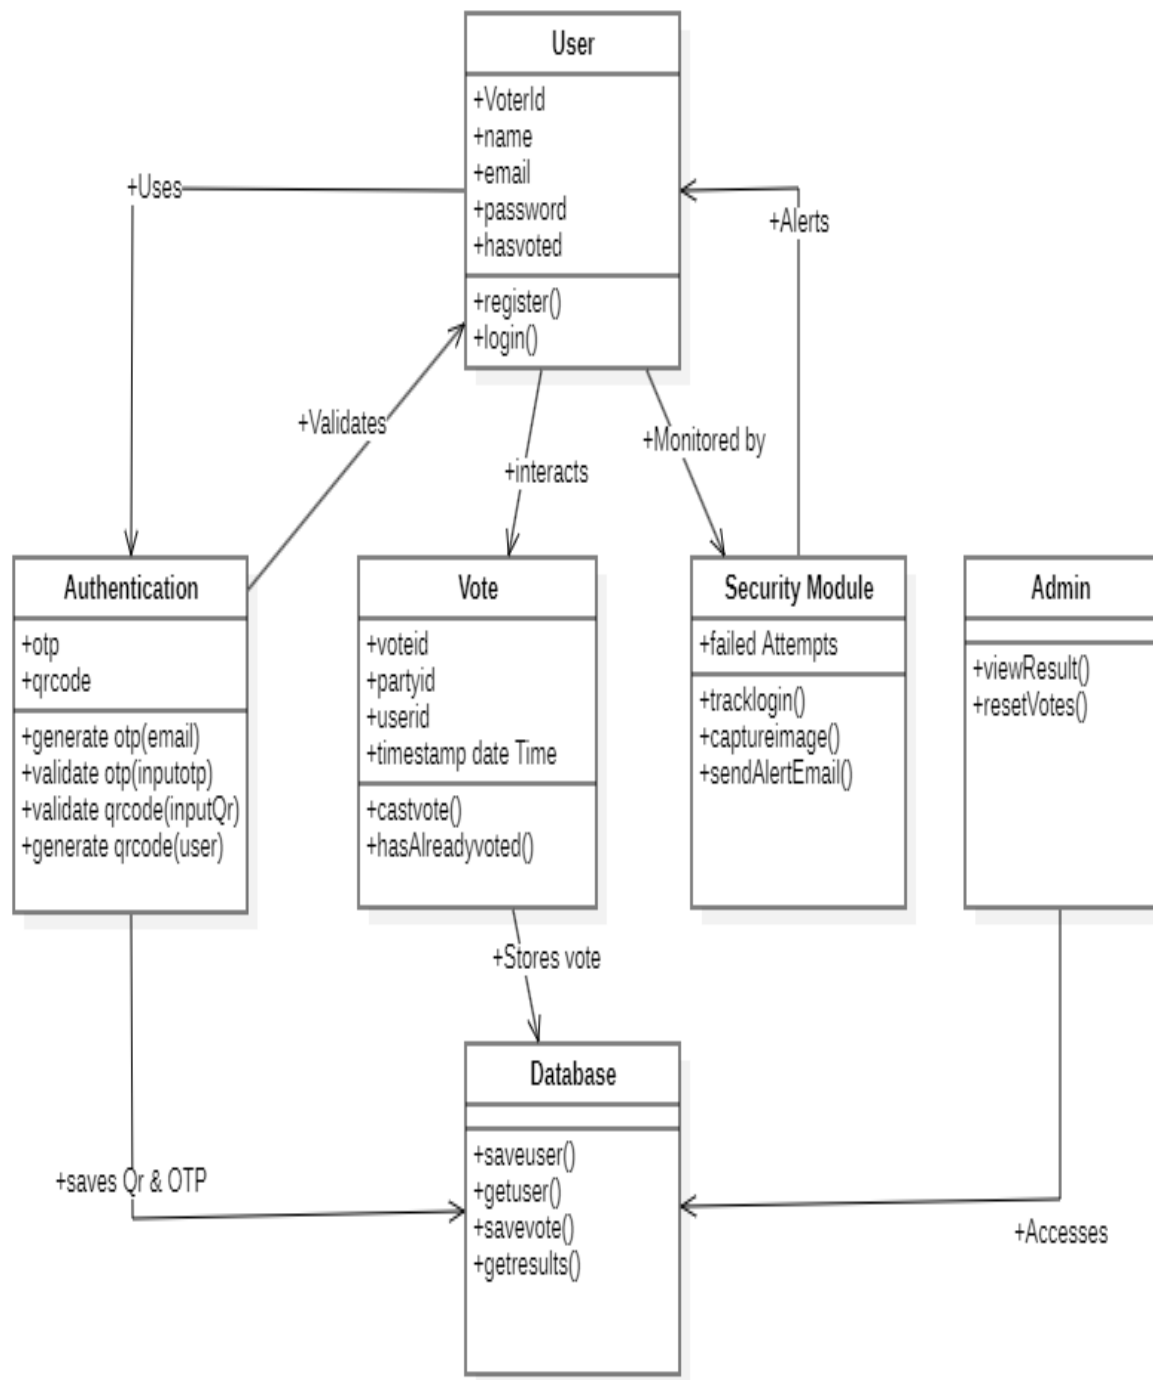 User
+VoterId
+name
+email
+password
+hasvoted
+register()
+login()
+Uses
+Alerts
+Validates
+interacts
+Monitored by
Authentication
+otp
+qrcode
+generate otp(email)
+validate otp(inputotp)
+validate qrcode(inputQr)
+generate qrcode(user)
Vote
+voteid
+partyid
+userid
+timestamp date Time
+castvote()
+hasAlreadyvoted()
Security Module
+failed Attempts
+tracklogin()
+captureimage()
+sendAlertEmail()
Admin
+viewResult()
+resetVotes()
+Stores vote
+saves Qr & OTP
+Accesses
Database
+saveuser()
+getuser()
+savevote()
+getresults()